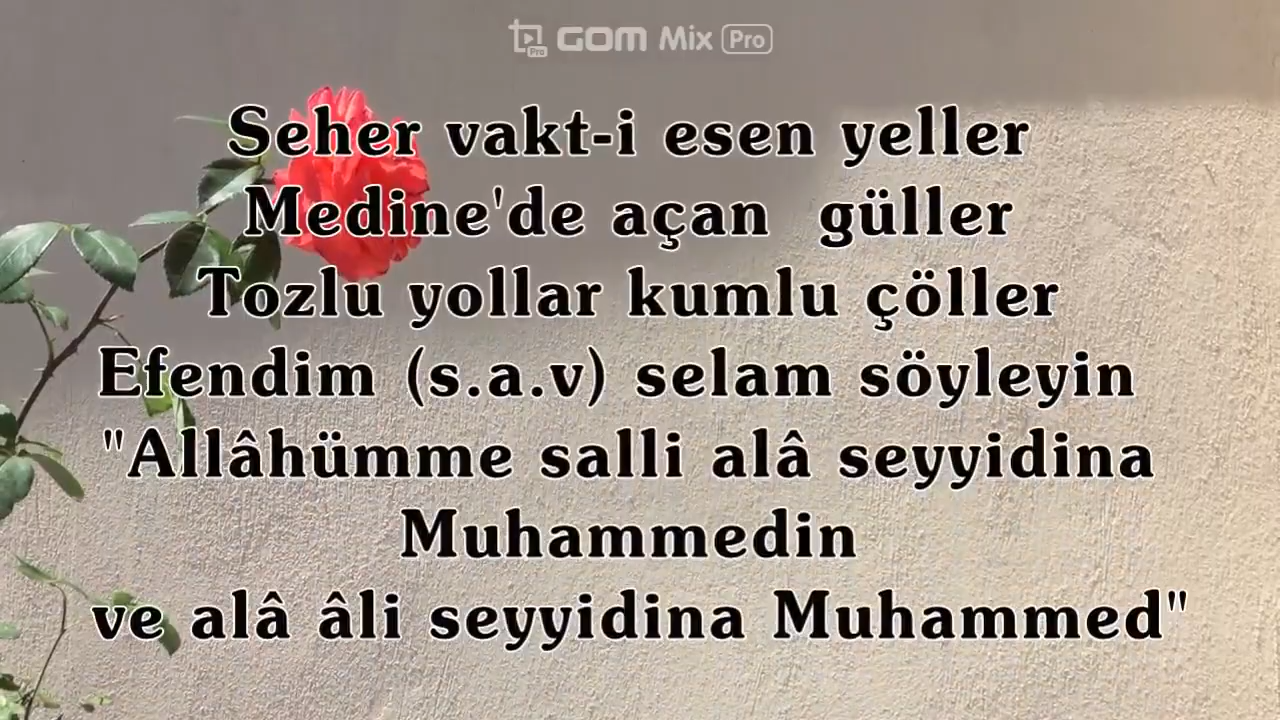 GOM Mix Pro
Seher vakt-i esen yeller
Medine'de açan güller
Tozlu yollar kumlu çöller
Efendim (s.a.v) selam söyleyin
"Allâhümme salli alâ seyyidina
Muhammedin
ve alâ âli seyyidina Muhammed"